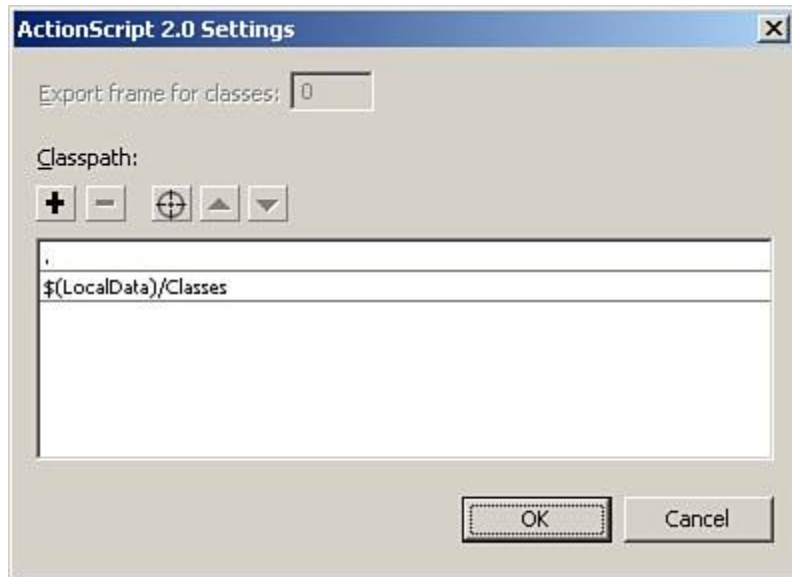 ActionScript 2.0 Settings
Export frame for classes: 0
Classpath:
.
$(LocalData)/Classes
OK Cancel